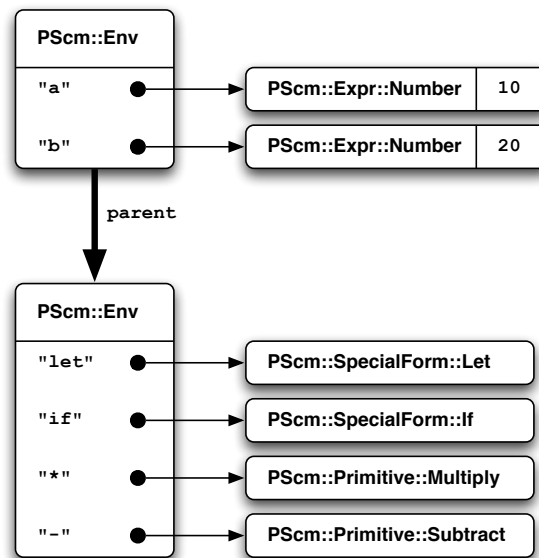 PScm::Env
"a" PScm::Expr::Number 10
"b" PScm::Expr::Number 20
parent
PScm::Env
"let" PScm::SpecialForm::Let
"if" PScm::SpecialForm::If
"*" PScm::Primitive::Multiply
"-" PScm::Primitive::Subtract